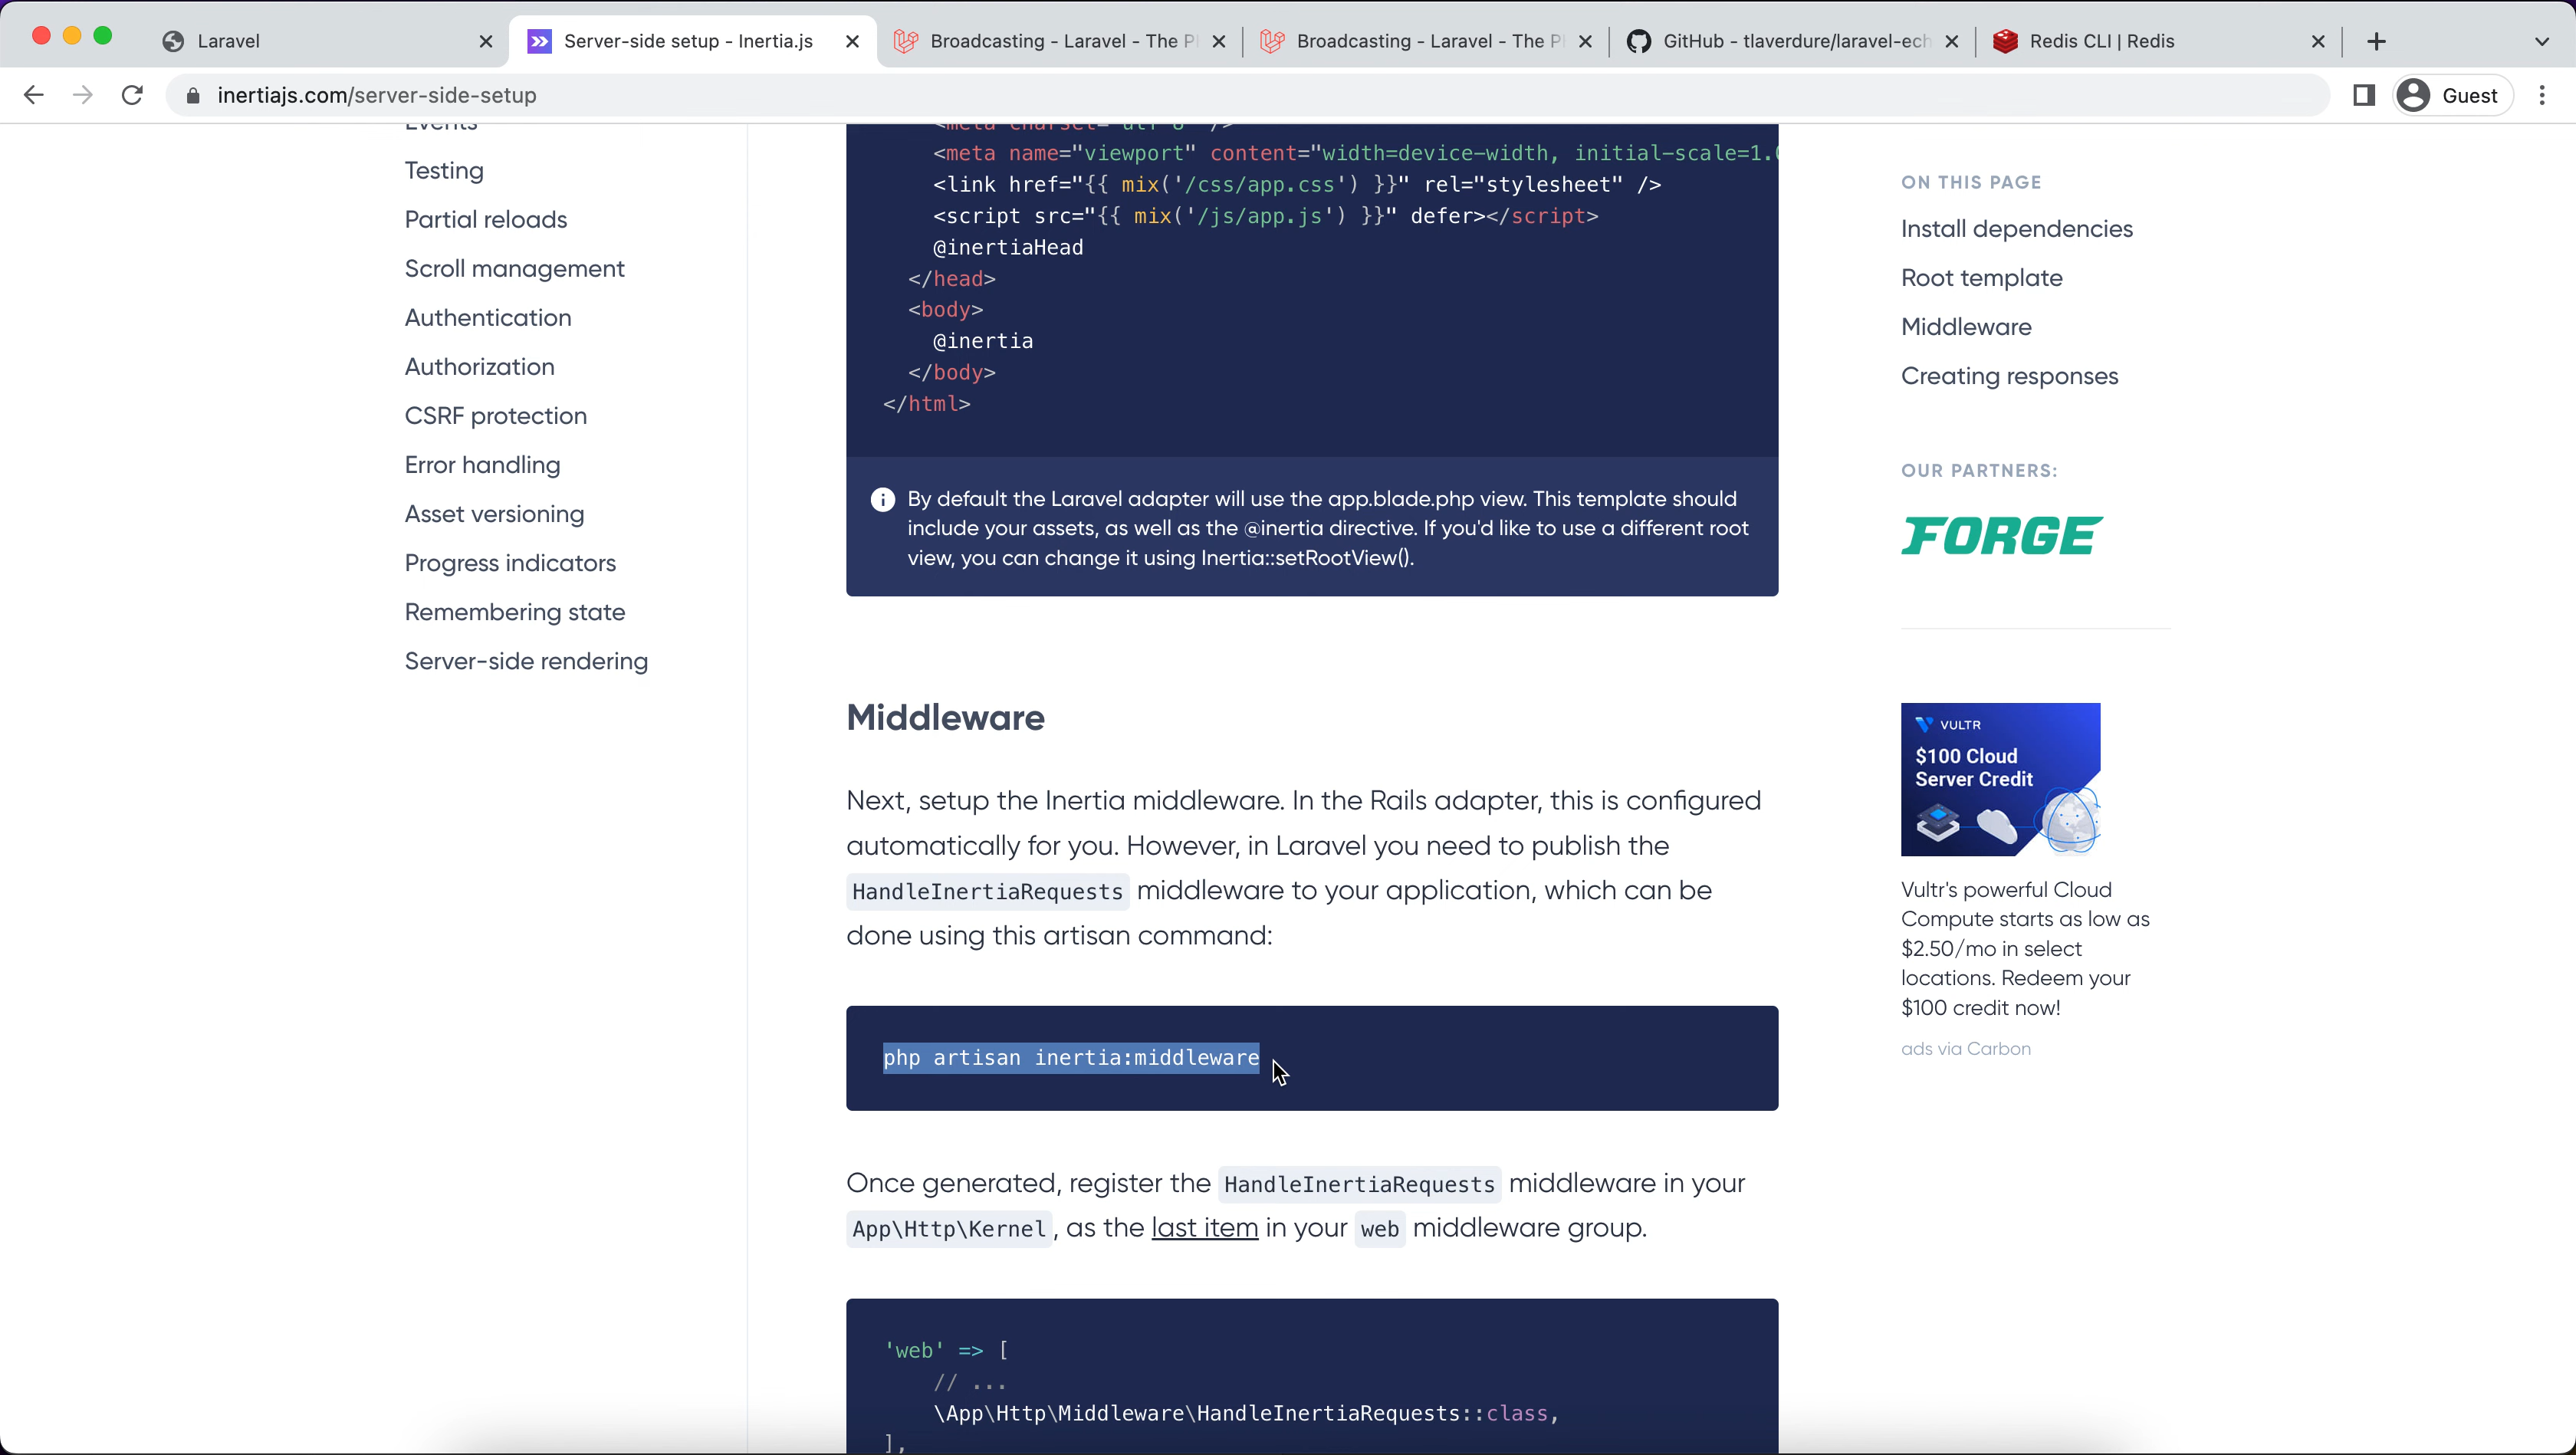 Laravel
Server-side setup - Inertia.js
Broadcasting - Laravel - The P
Broadcasting - Laravel - The P
GitHub - tlaverdure/laravel-ech
Redis CLI | Redis
inertiajs.com/server-side-setup
Guest
Events
Testing
Partial reloads
Scroll management
Authentication
Authorization
CSRF protection
Error handling
Asset versioning
Progress indicators
Remembering state
Server-side rendering
<meta charset="utf-8" />
<meta name="viewport" content="width=device-width, initial-scale=1.0
<link href="{{ mix('/css/app.css') }}" rel="stylesheet" />
<script src="{{ mix('/js/app.js') }}" defer></script>
@inertiaHead
</head>
<body>
@inertia
</body>
</html>
By default the Laravel adapter will use the app.blade.php view. This template should
include your assets, as well as the @inertia directive. If you'd like to use a different root
view, you can change it using Inertia::setRootView().
Middleware
Next, setup the Inertia middleware. In the Rails adapter, this is configured
automatically for you. However, in Laravel you need to publish the
HandleInertiaRequests middleware to your application, which can be
done using this artisan command:
php artisan inertia:middleware
Once generated, register the HandleInertiaRequests middleware in your
App\Http\Kernel, as the last item in your web middleware group.
'web' => [
// ...
\App\Http\Middleware\HandleInertiaRequests::class,
],
ON THIS PAGE
Install dependencies
Root template
Middleware
Creating responses
OUR PARTNERS:
FORGE
VULTR
$100 Cloud
Server Credit
Vultr's powerful Cloud
Compute starts as low as
$2.50/mo in select
locations. Redeem your
$100 credit now!
ads via Carbon